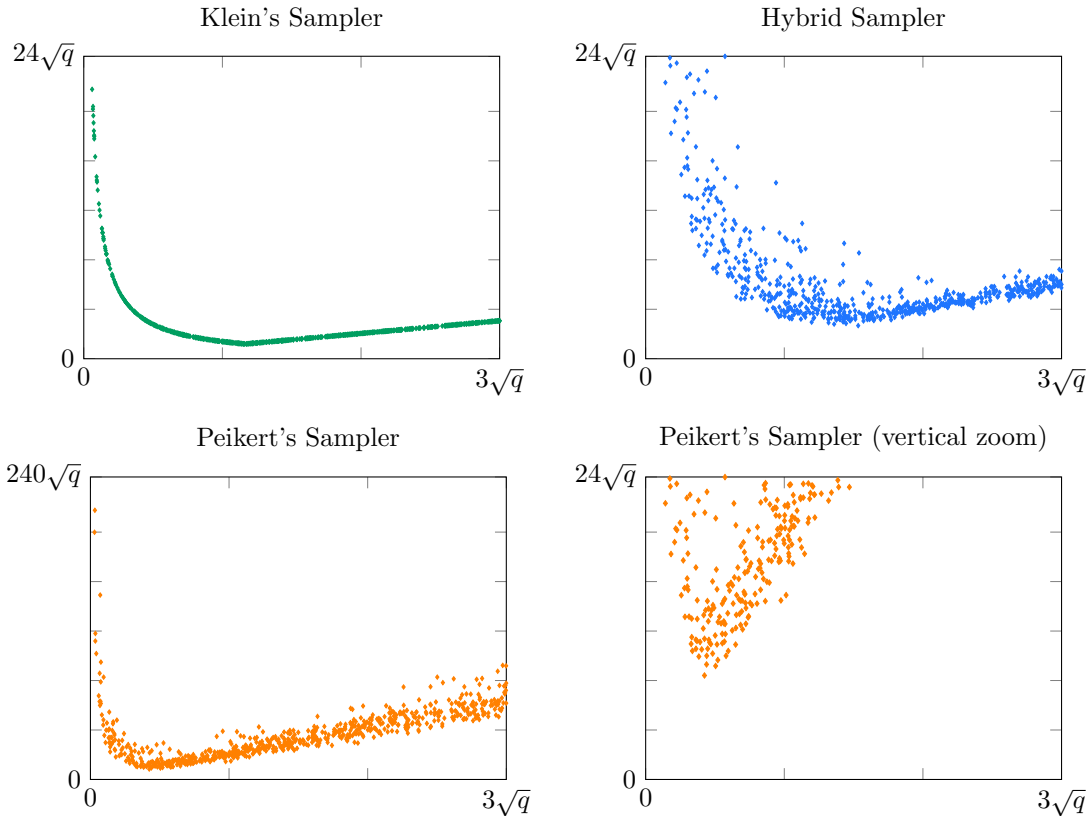 Klein's Sampler
24√q
0
0
3√q
Hybrid Sampler
24√q
0
0
3√q
Peikert's Sampler
240√q
0
0
3√q
Peikert's Sampler (vertical zoom)
24√q
0
0
3√q